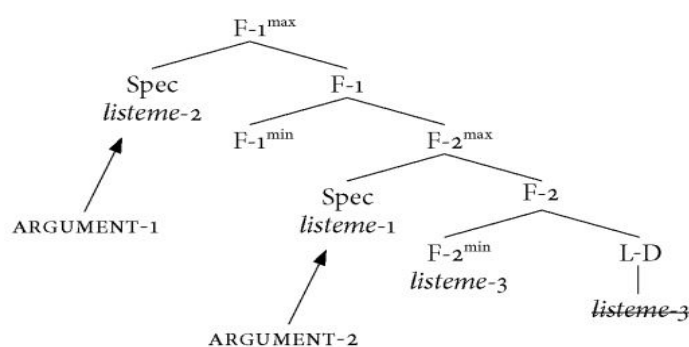 F-1max
Spec F-1
listeme-2
F-1min F-2max
Spec F-2
ARGUMENT-1 listeme-1
F-2min L-D
listeme-3
listeme-3
ARGUMENT-2